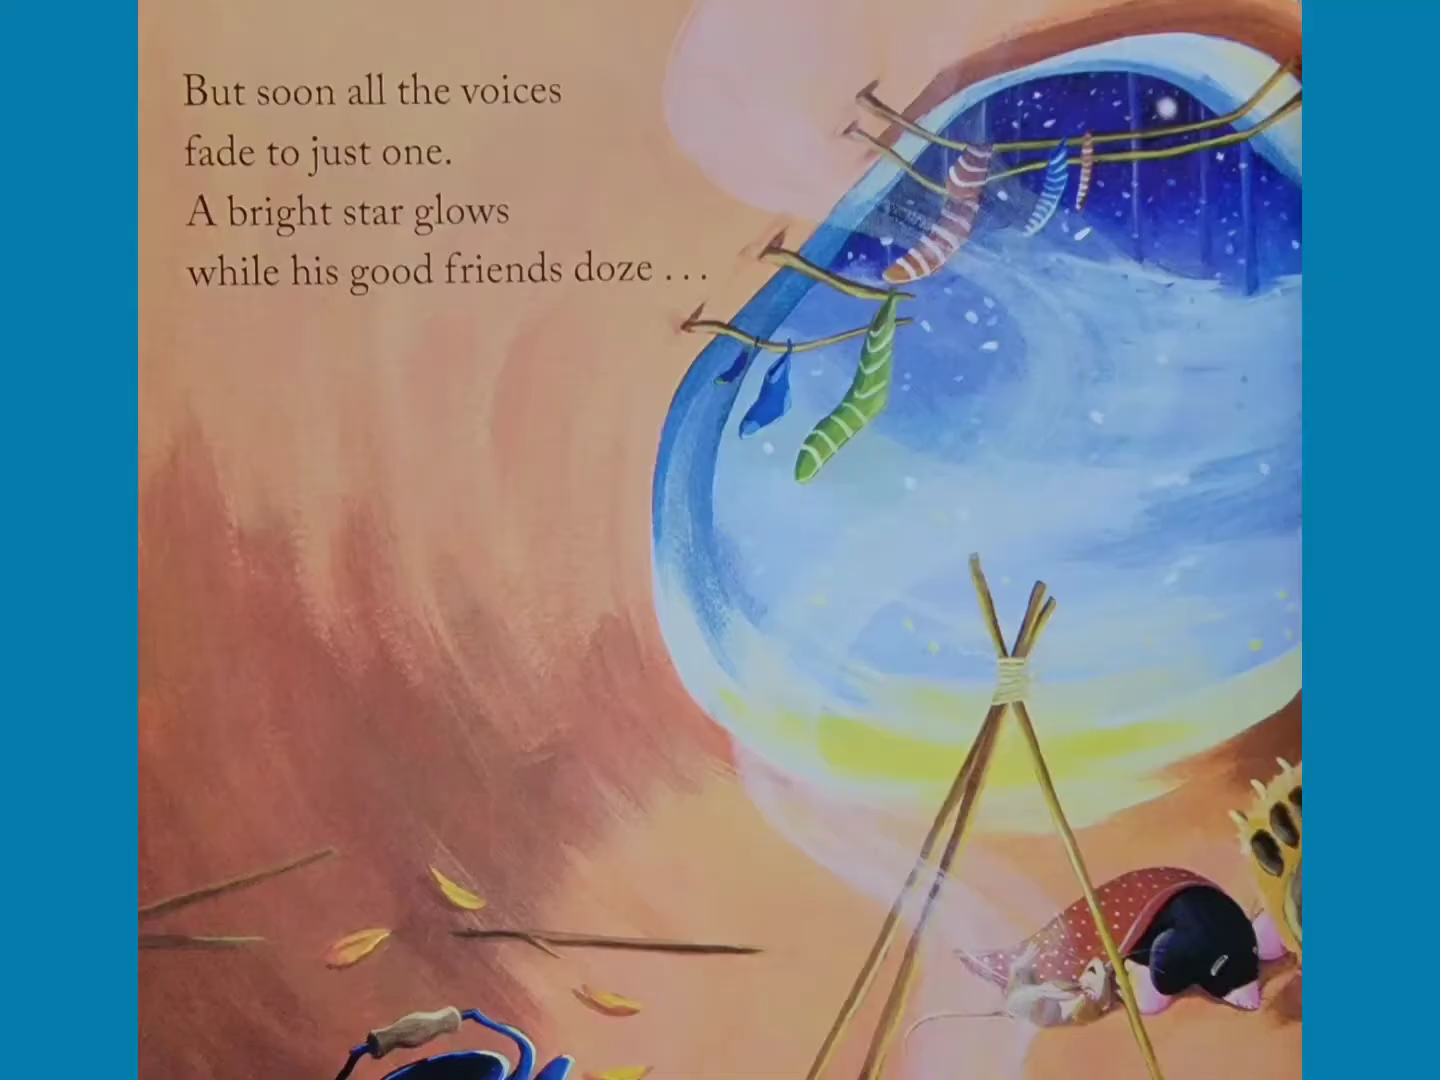 But soon all the voices
fade to just one.
A bright star glows
while his good friends doze . . .